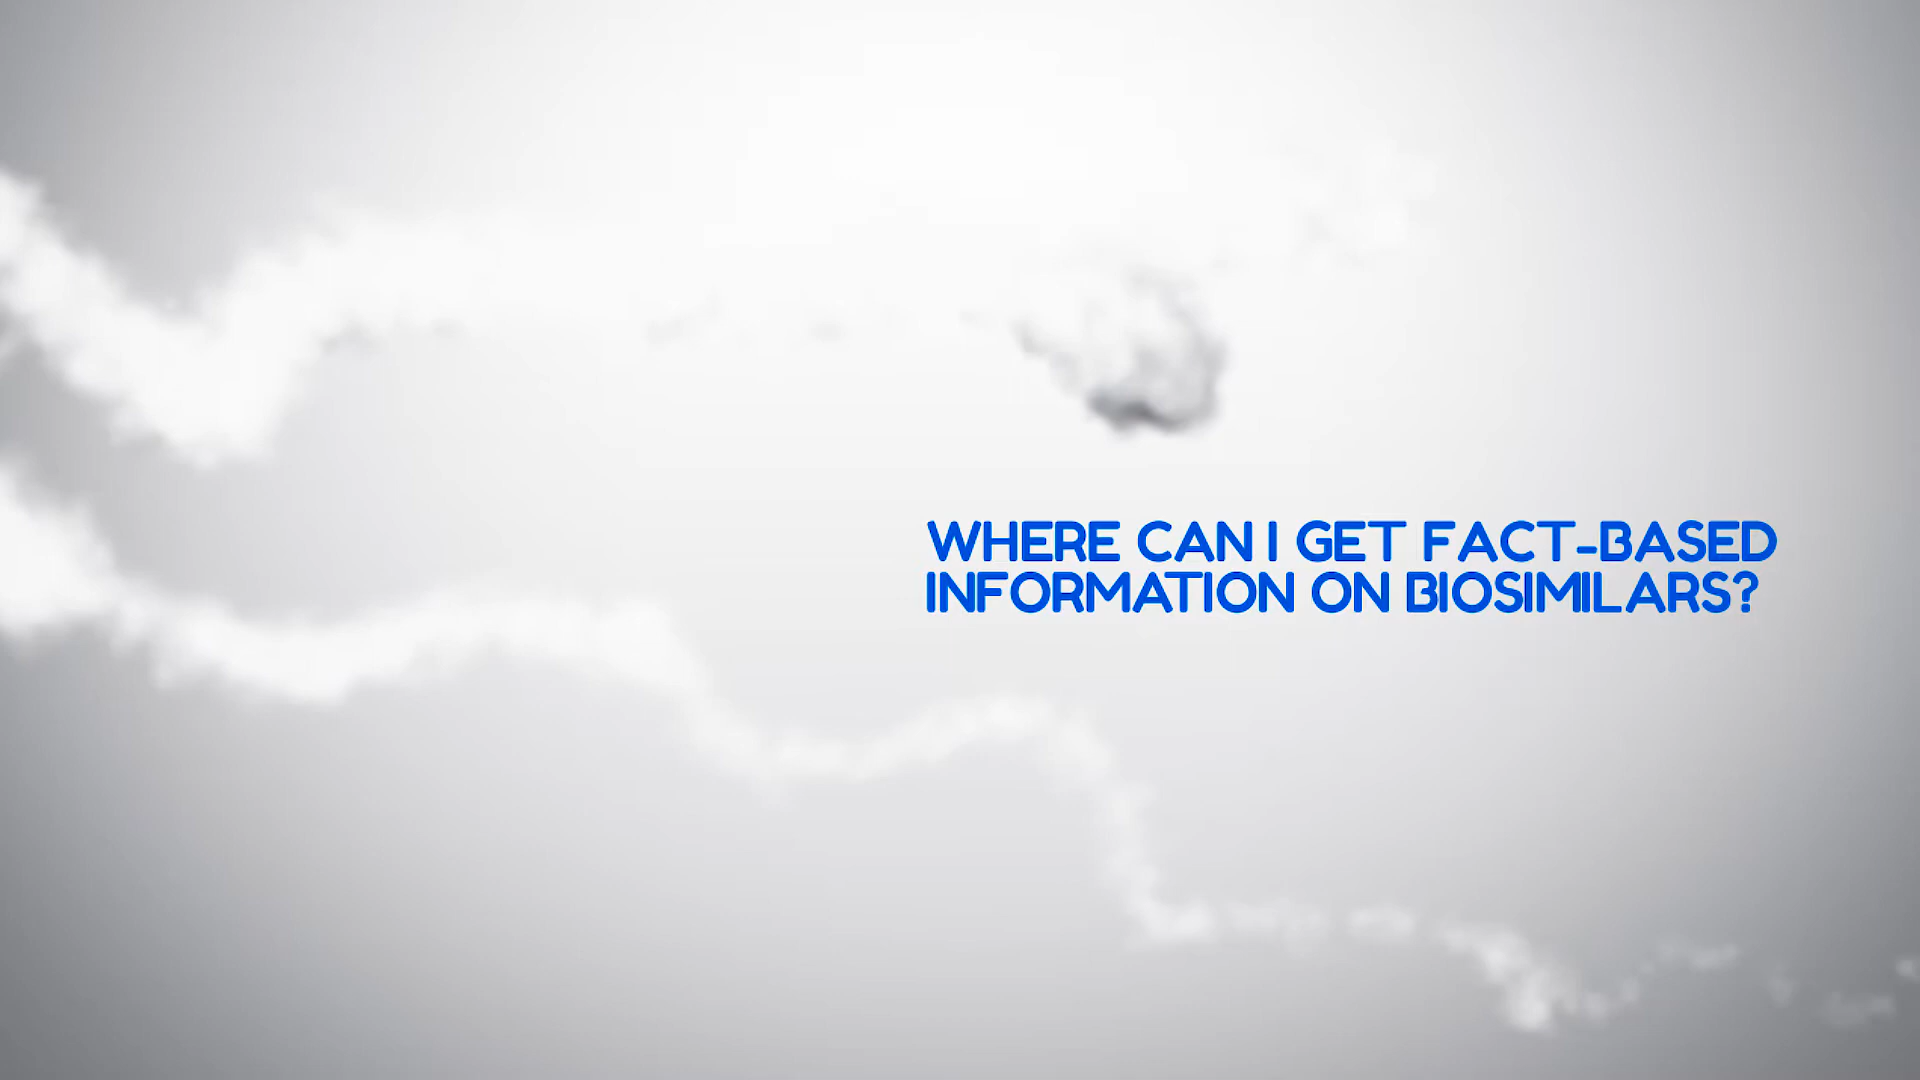 WHERE CAN I GET FACT-BASED
INFORMATION ON BIOSIMILARS?